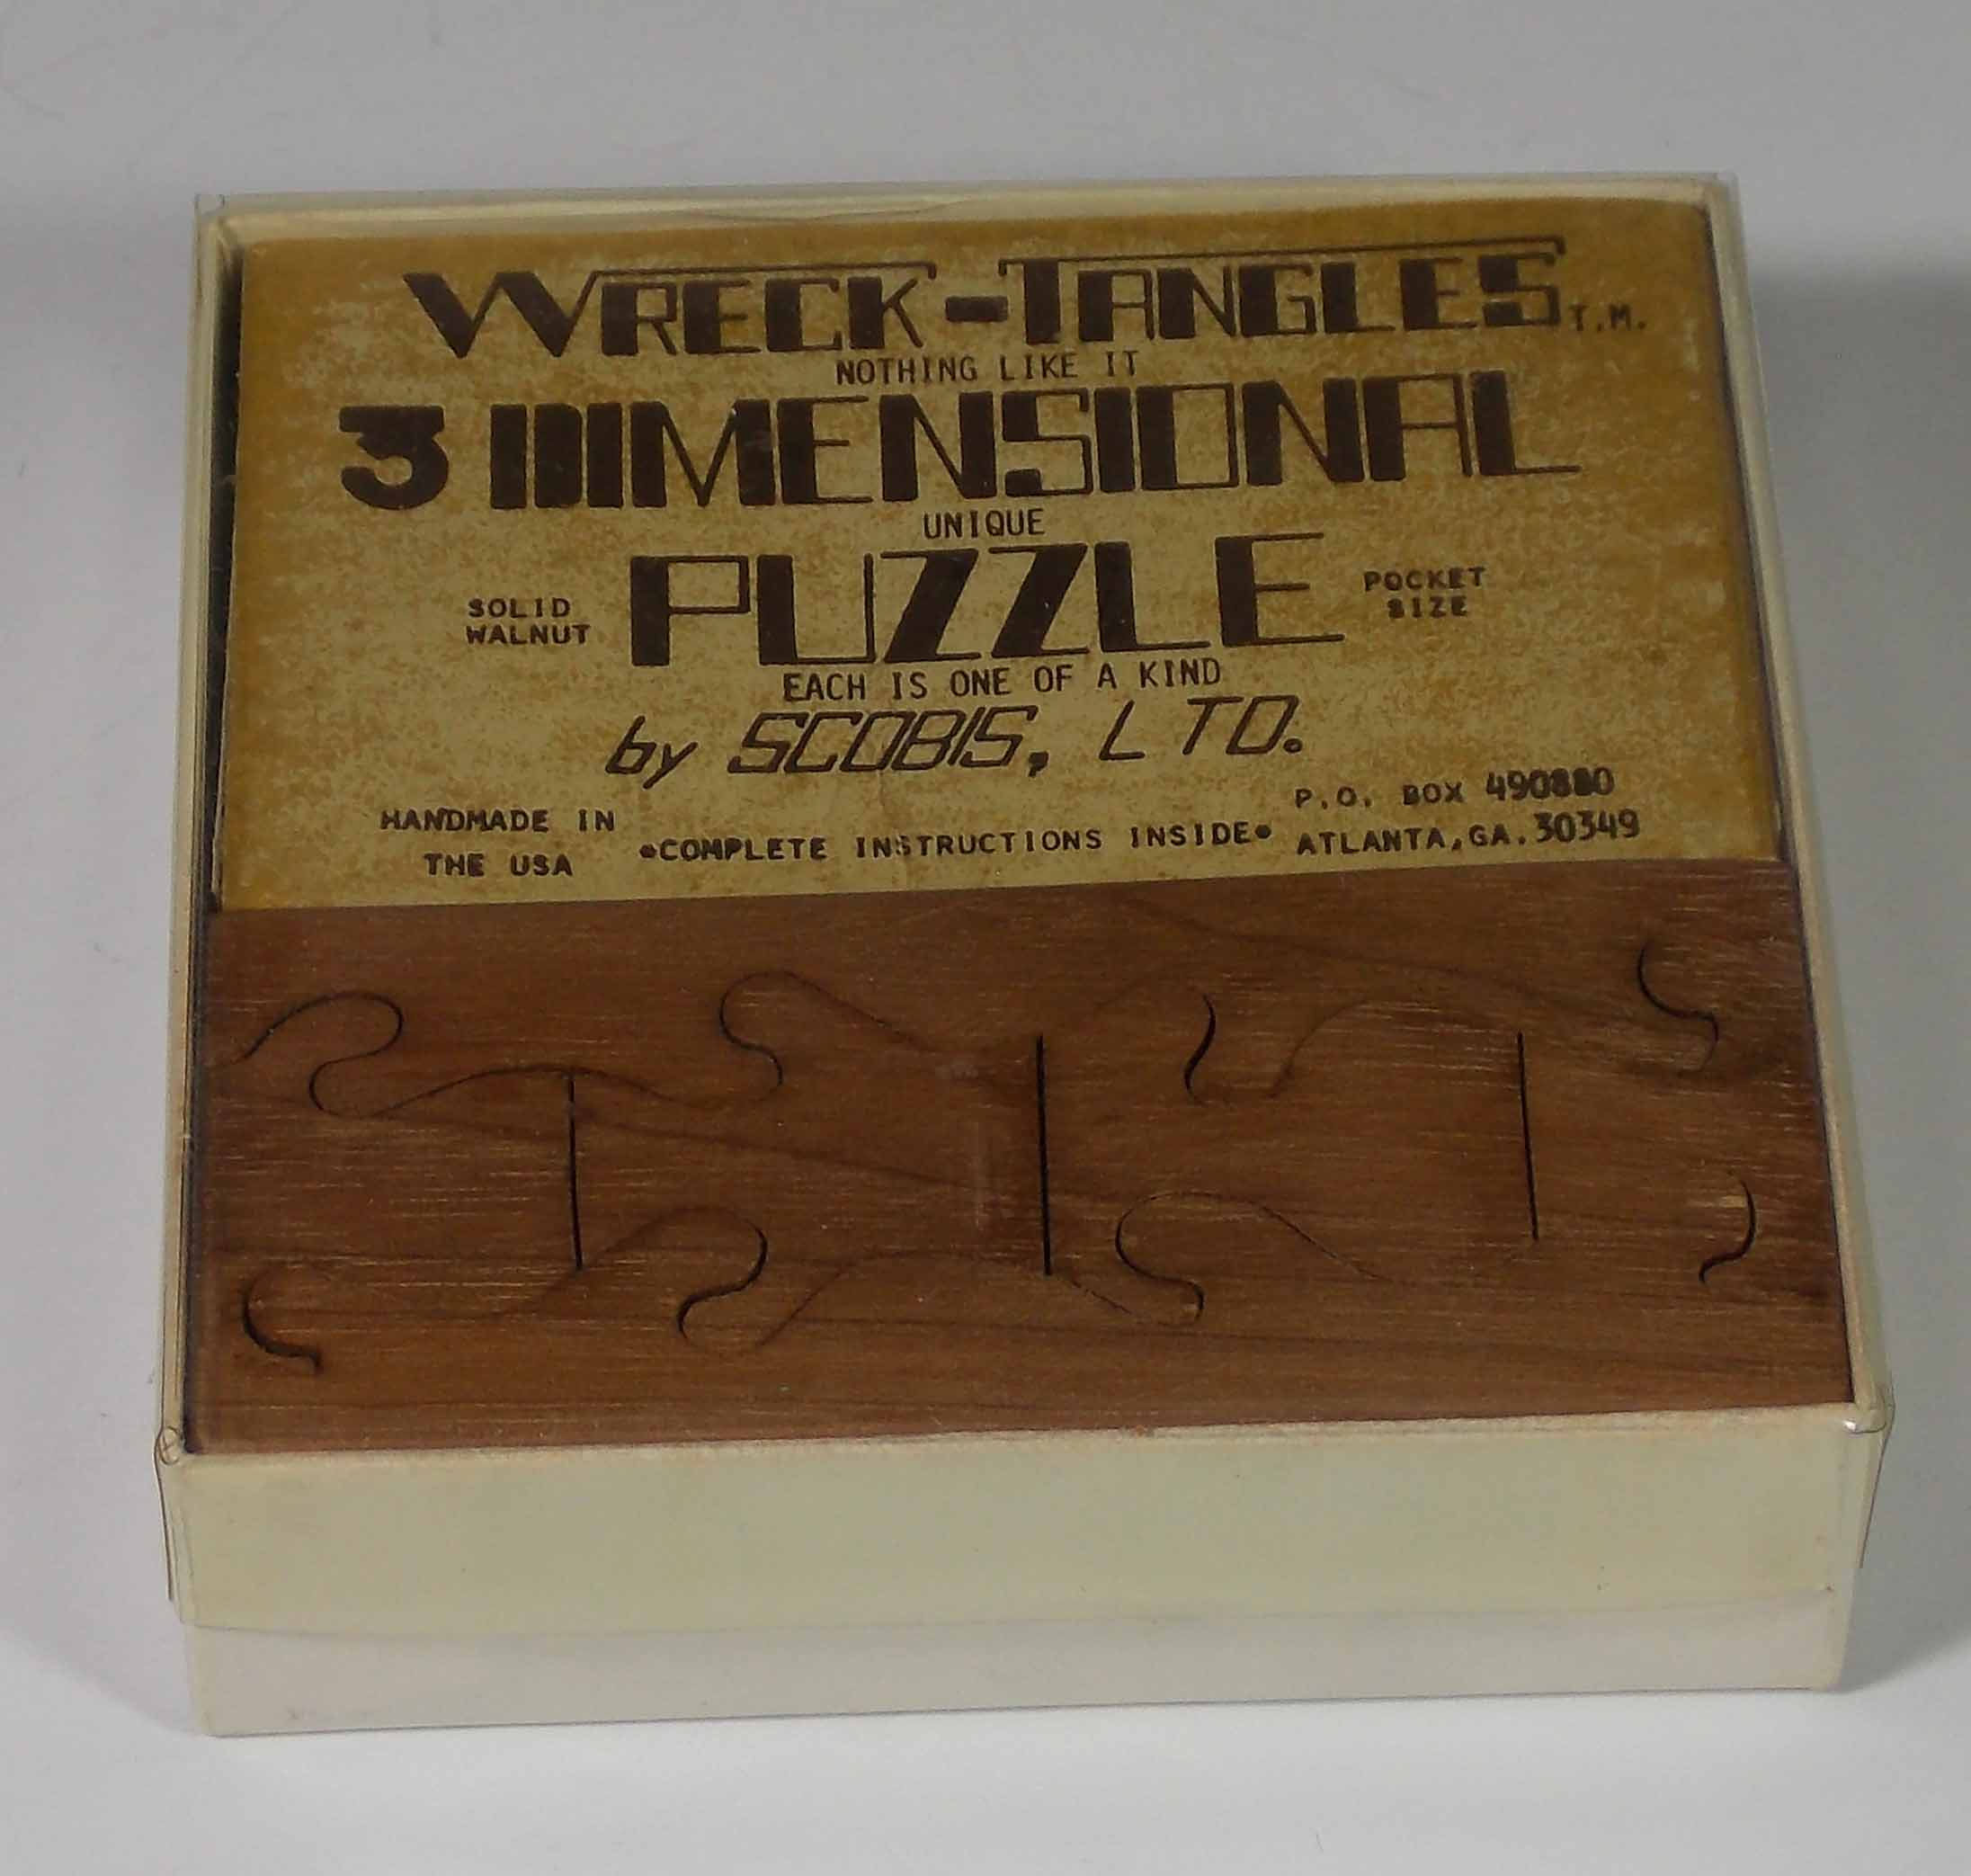 WRECK-TANGLES T.M.
NOTHING LIKE IT
3 DIMENSIONAL
UNIQUE
PUZZLE
SOLID
WALNUT
POCKET
SIZE
EACH IS ONE OF A KIND
by SCOBIS, LTD.
HANDMADE IN
THE USA
•COMPLETE INSTRUCTIONS INSIDE•
P.O. BOX 490880
ATLANTA, GA. 30349